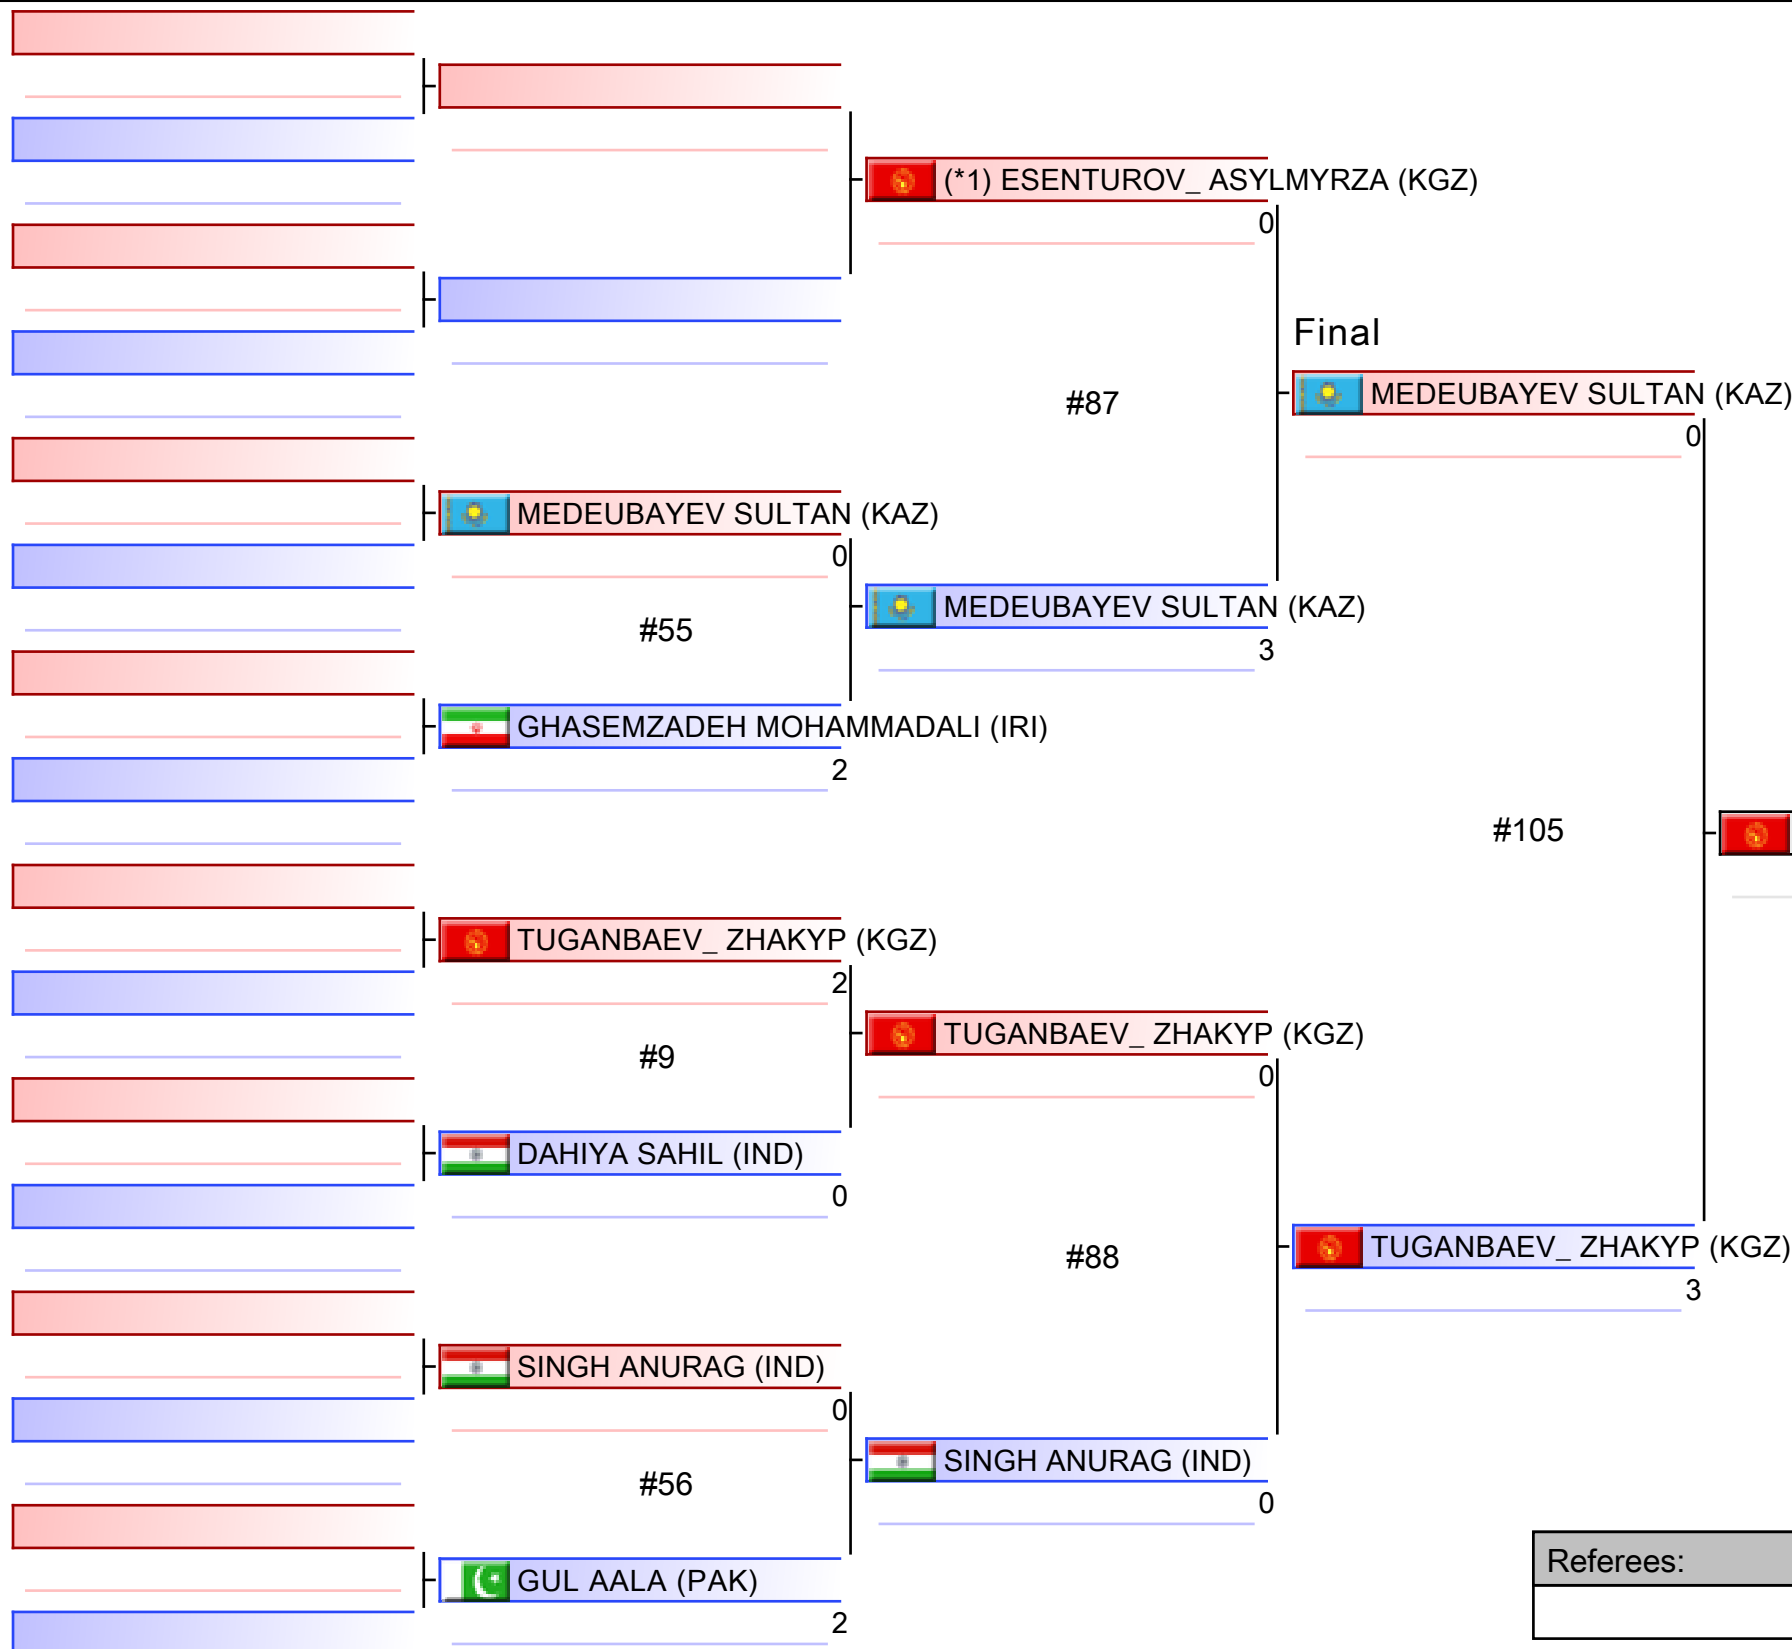 (*1) ESENTUROV_ ASYLMYRZA (KGZ)
0
Final
MEDEUBAYEV SULTAN (KAZ)
0
#87
MEDEUBAYEV SULTAN (KAZ)
0
#55
MEDEUBAYEV SULTAN (KAZ)
3
GHASEMZADEH MOHAMMADALI (IRI)
2
#105
TUGANBAEV_ ZHAKYP (KGZ)
2
#9
TUGANBAEV_ ZHAKYP (KGZ)
0
DAHIYA SAHIL (IND)
0
#88
TUGANBAEV_ ZHAKYP (KGZ)
3
SINGH ANURAG (IND)
0
#56
SINGH ANURAG (IND)
0
GUL AALA (PAK)
2
Referees: